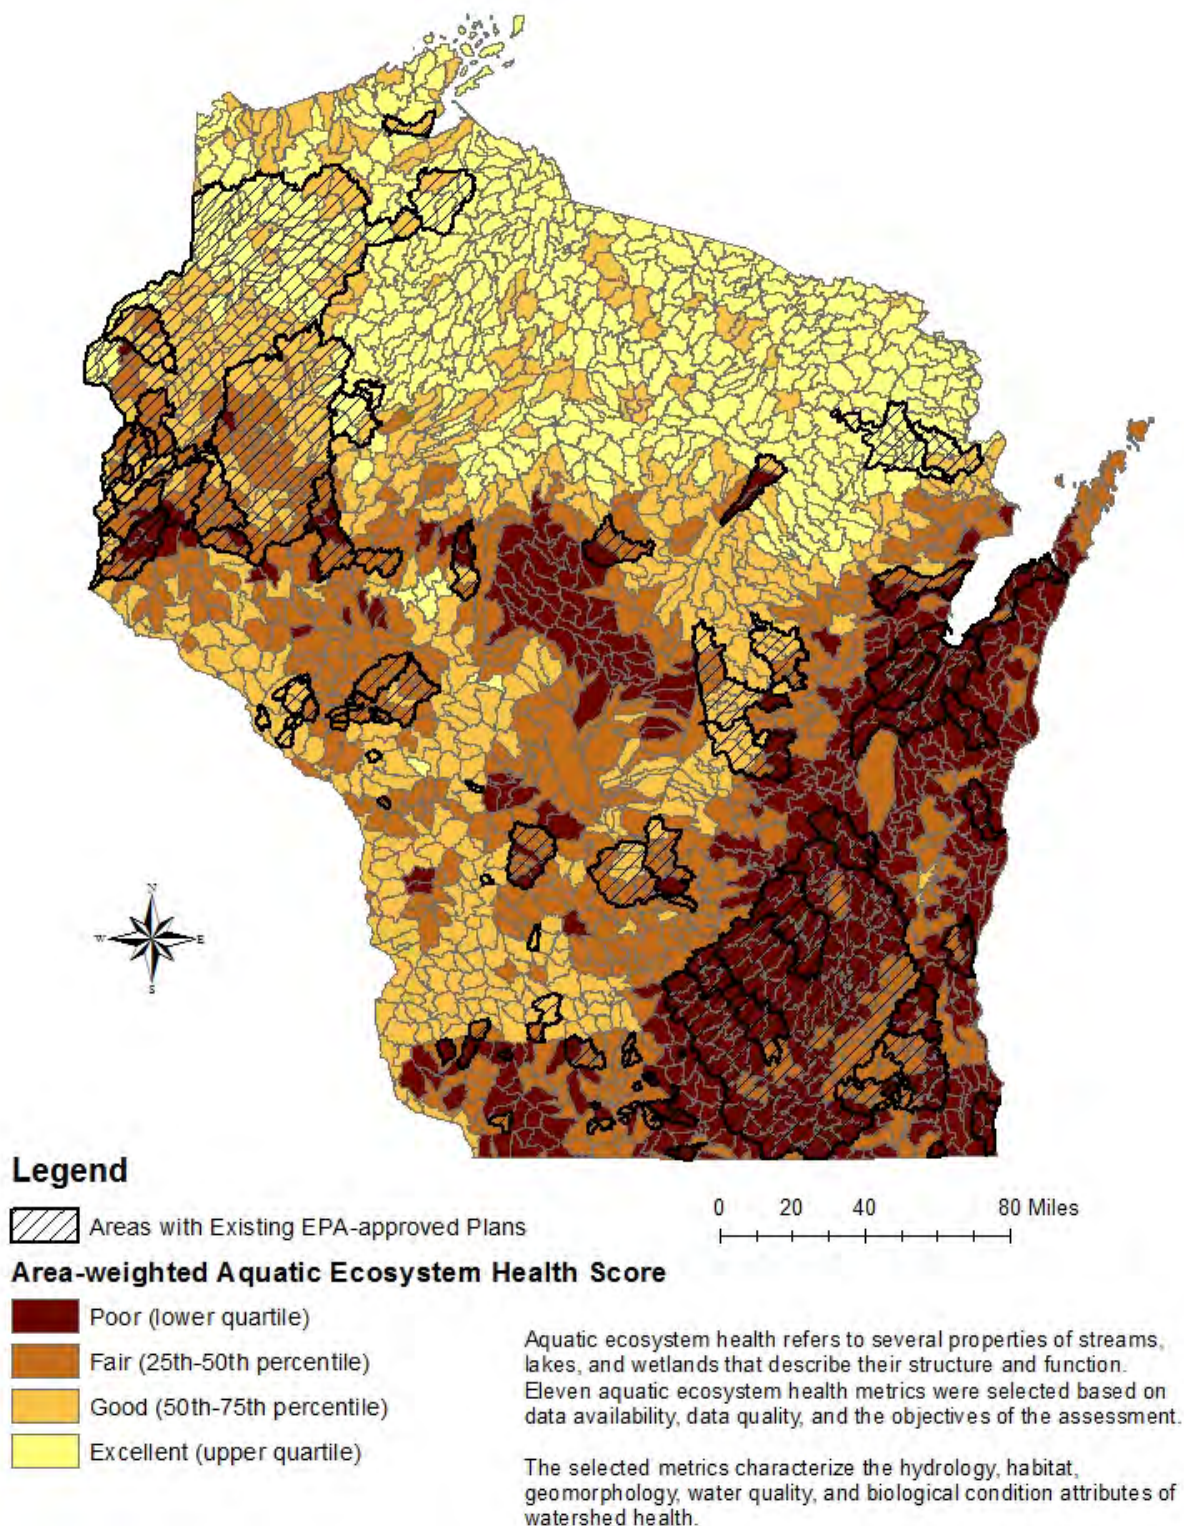 N
W
E
S
Legend
Areas with Existing EPA-approved Plans
0 20 40 80 Miles
Area-weighted Aquatic Ecosystem Health Score
Poor (lower quartile)
Fair (25th-50th percentile)
Good (50th-75th percentile)
Excellent (upper quartile)
Aquatic ecosystem health refers to several properties of streams,
lakes, and wetlands that describe their structure and function.
Eleven aquatic ecosystem health metrics were selected based on
data availability, data quality, and the objectives of the assessment.
The selected metrics characterize the hydrology, habitat,
geomorphology, water quality, and biological condition attributes of
watershed health.